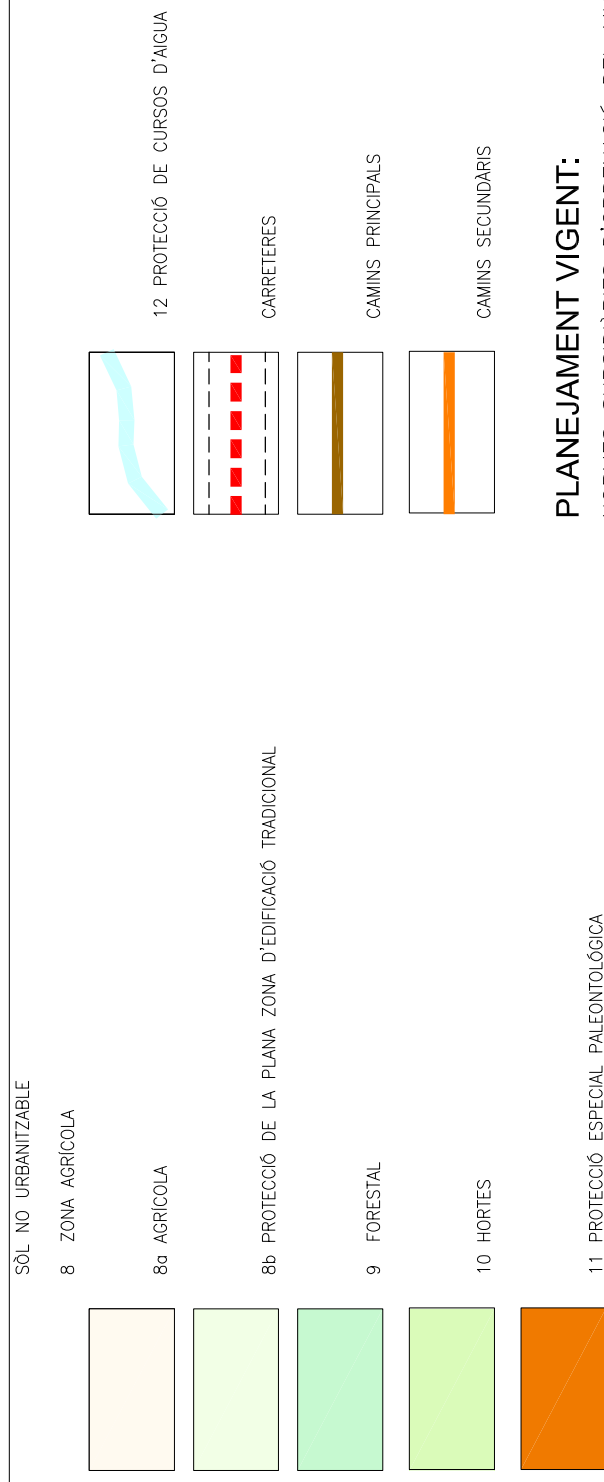 SÒL NO URBANITZABLE
8 ZONA AGRÍCOLA
8a AGRÍCOLA
8b PROTECCIÓ DE LA PLANA ZONA D'EDIFICACIÓ TRADICIONAL
9 FORESTAL
10 HORTES
11 PROTECCIÓ ESPECIAL PALEONTOLÓGICA
12 PROTECCIÓ DE CURSOS D'AIGUA
CARRETERES
CAMINS PRINCIPALS
CAMINS SECUNDÀRIS
PLANEJAMENT VIGENT: